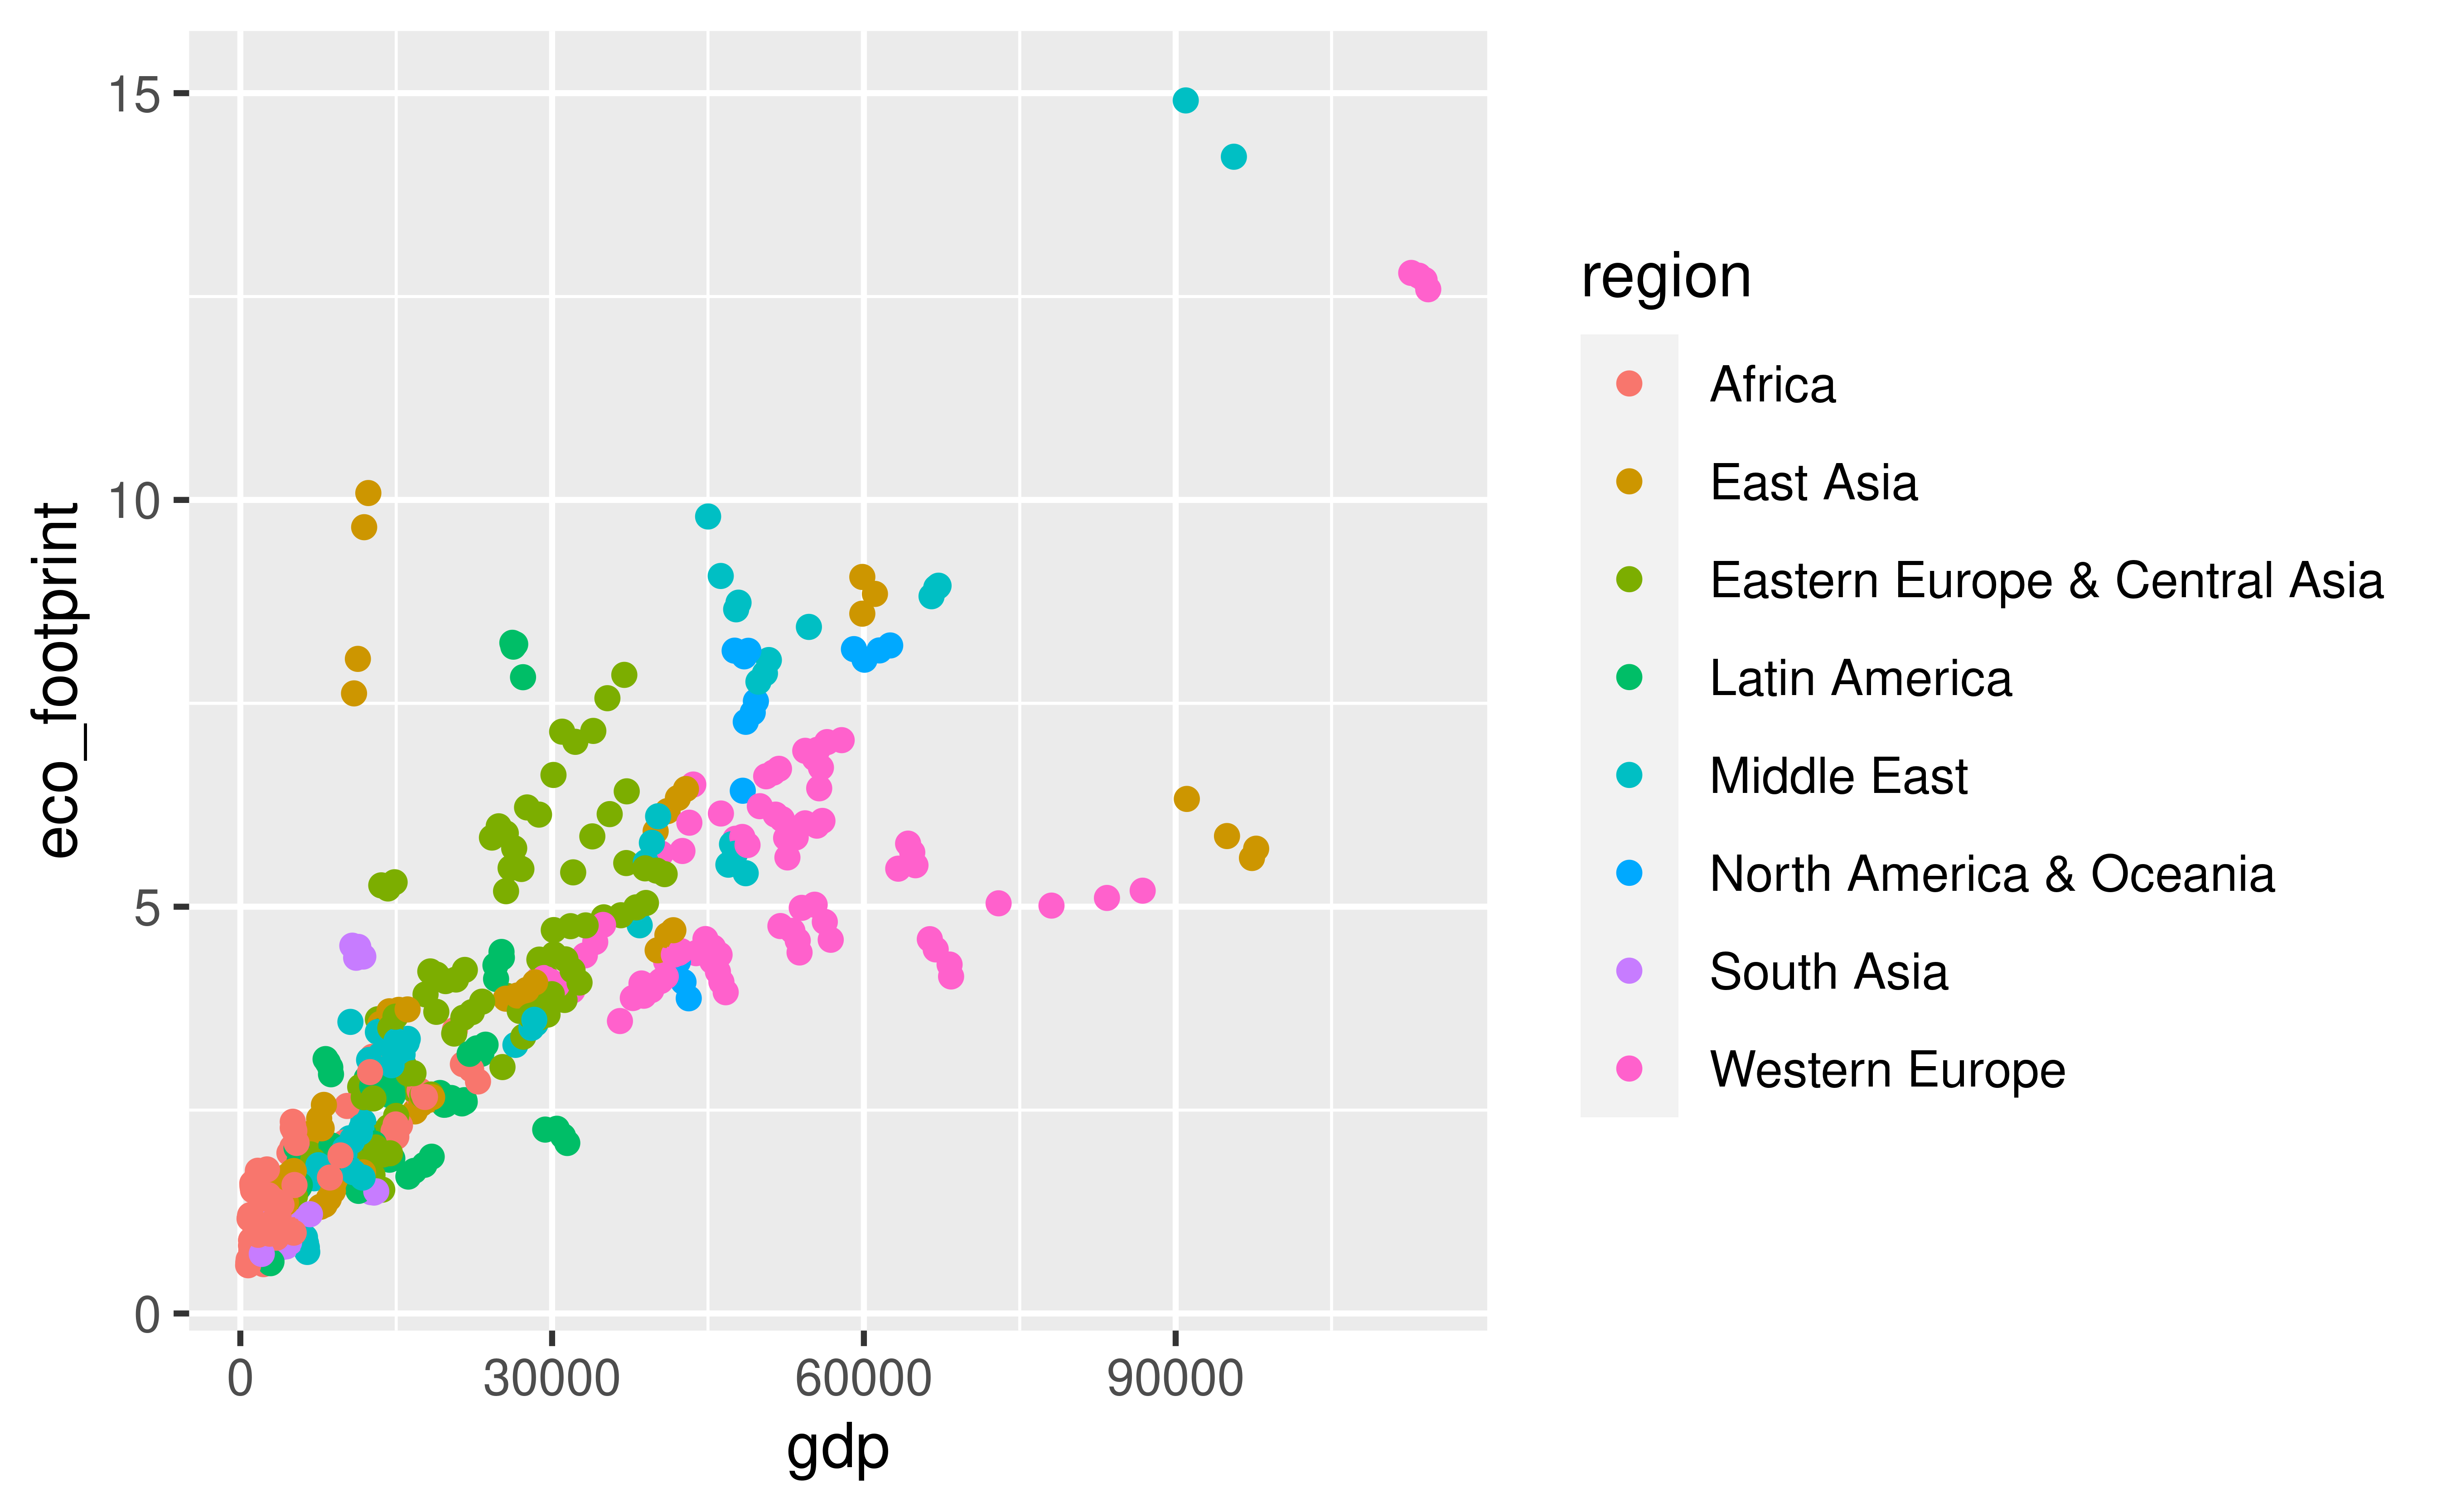 15
10
5
0
eco_footprint
0 30000 60000 90000
gdp
region
Africa
East Asia
Eastern Europe & Central Asia
Latin America
Middle East
North America & Oceania
South Asia
Western Europe